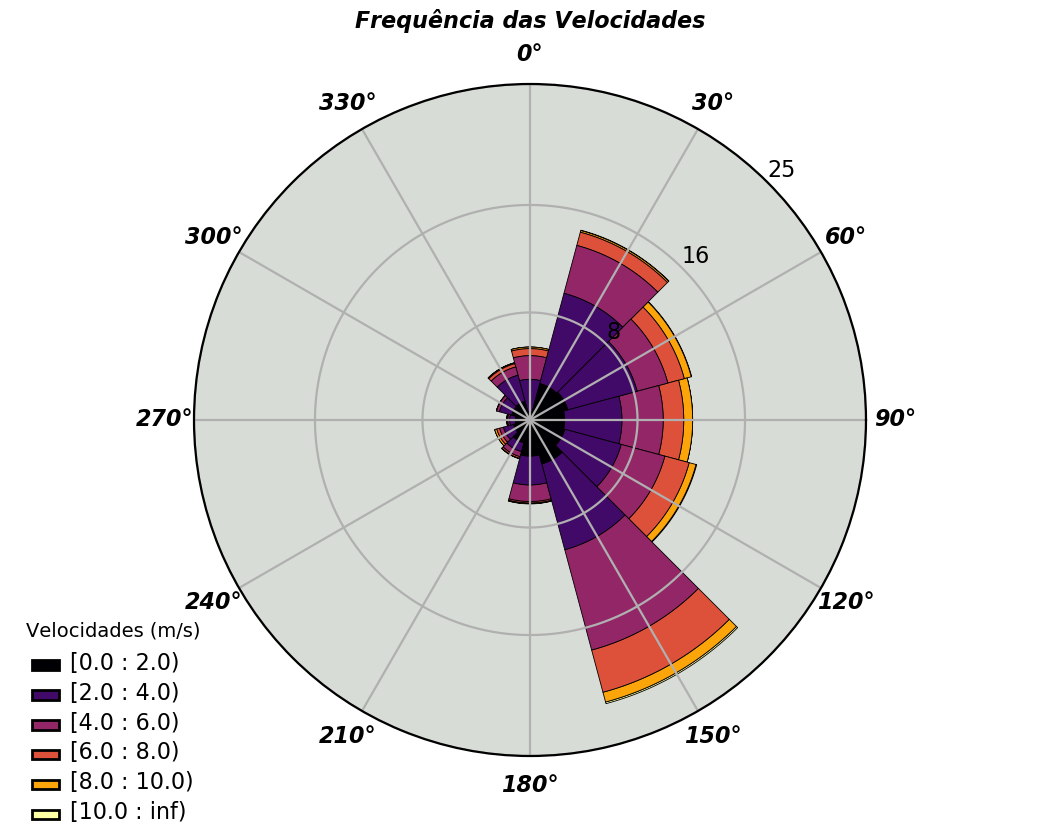 Frequência das Velocidades
0°
330°
30°
25
300°
60°
16
8
270°
90°
240°
120°
210°
150°
180°
Velocidades (m/s)
[0.0 : 2.0)
[2.0 : 4.0)
[4.0 : 6.0)
[6.0 : 8.0)
[8.0 : 10.0)
[10.0 : inf)